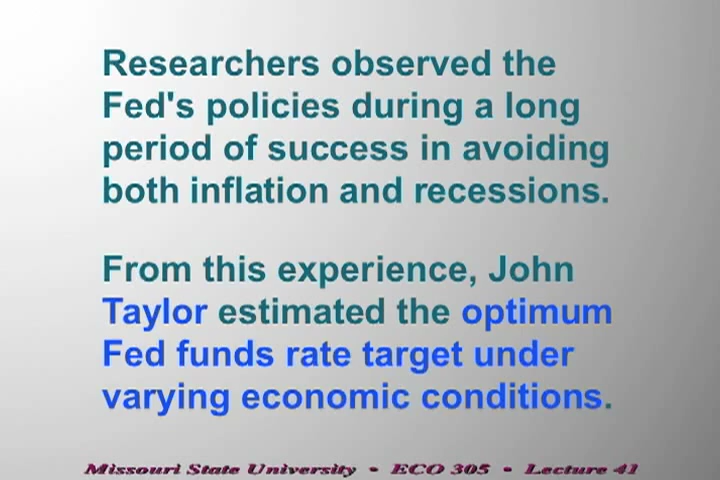 Researchers observed the
Fed's policies during a long
period of success in avoiding
both inflation and recessions.
From this experience, John
Taylor estimated the optimum
Fed funds rate target under
varying economic conditions.
Missouri State University - ECO 305 - Lecture 41